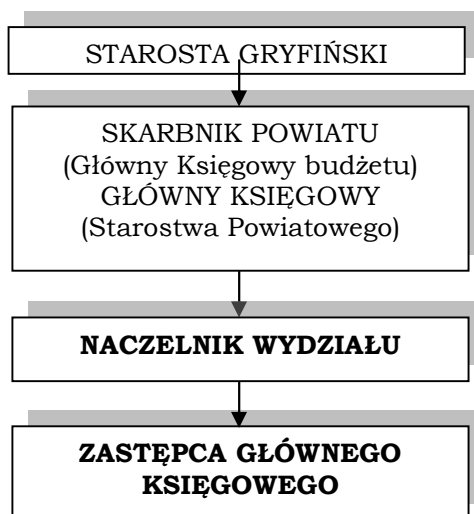 STAROSTA GRYFIŃSKI
SKARBNIK POWIATU
(Główny Księgowy budżetu)
GŁÓWNY KSIĘGOWY
(Starostwa Powiatowego)
NACZELNIK WYDZIAŁU
ZASTĘPCA GŁÓWNEGO
KSIĘGOWEGO